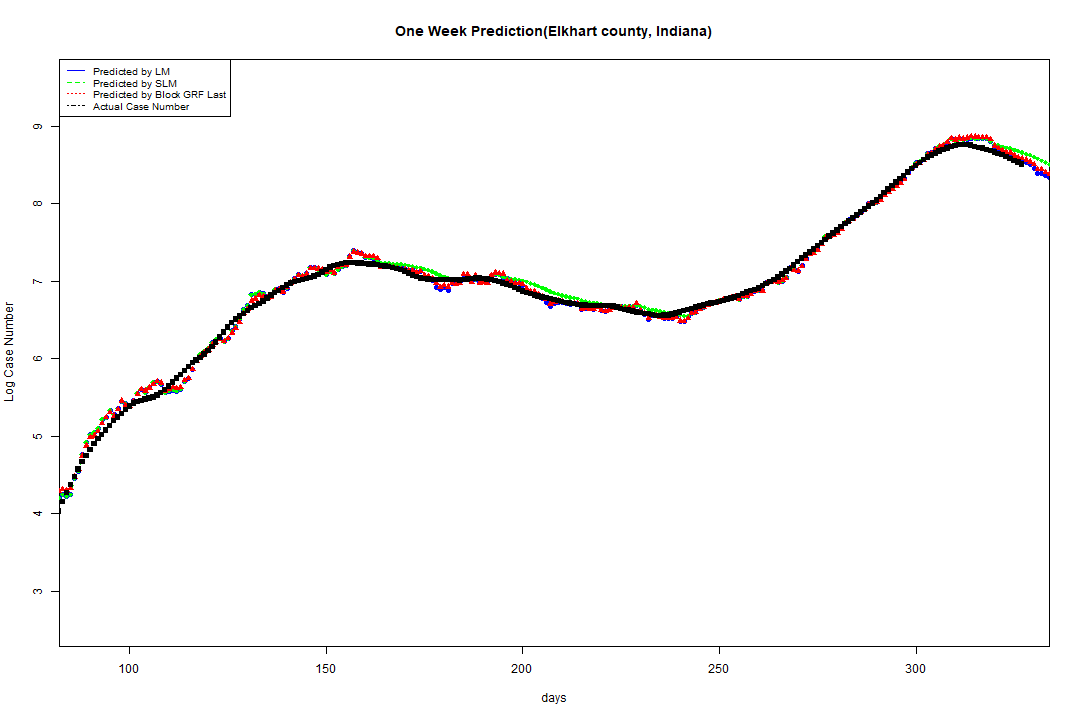 One Week Prediction(Elkhart county, Indiana)
Predicted by LM
Predicted by SLM
Predicted by Block GRF Last
Actual Case Number
9
8
7
6
5
4
3
Log Case Number
100 150 200 250 300
days